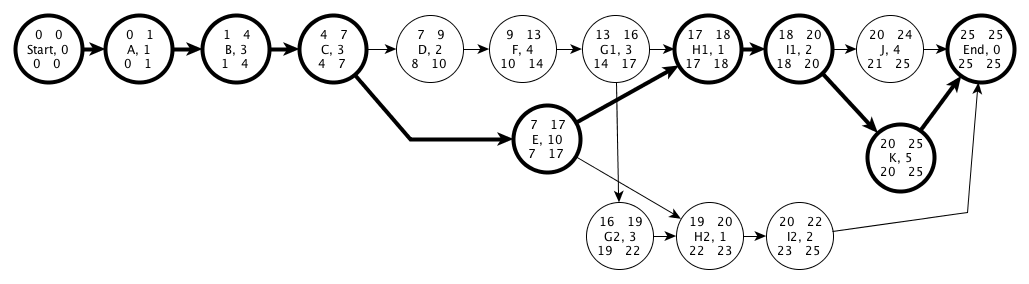 0 0
Start, 0
0 0
0 1
A, 1
0 1
1 4
B, 3
1 4
4 7
C, 3
4 7
7 9
D, 2
8 10
9 13
F, 4
10 14
13 16
G1, 3
14 17
17 18
H1, 1
17 18
18 20
I1, 2
18 20
20 24
J, 4
21 25
25 25
End, 0
25 25
7 17
E, 10
7 17
20 25
K, 5
20 25
16 19
G2, 3
19 22
19 20
H2, 1
22 23
20 22
I2, 2
23 25